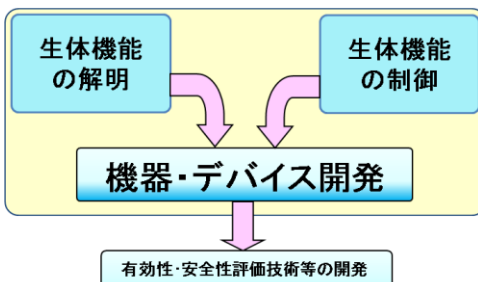 生体機能
の解明
生体機能
の制御
機器・デバイス開発
有効性・安全性評価技術等の開発